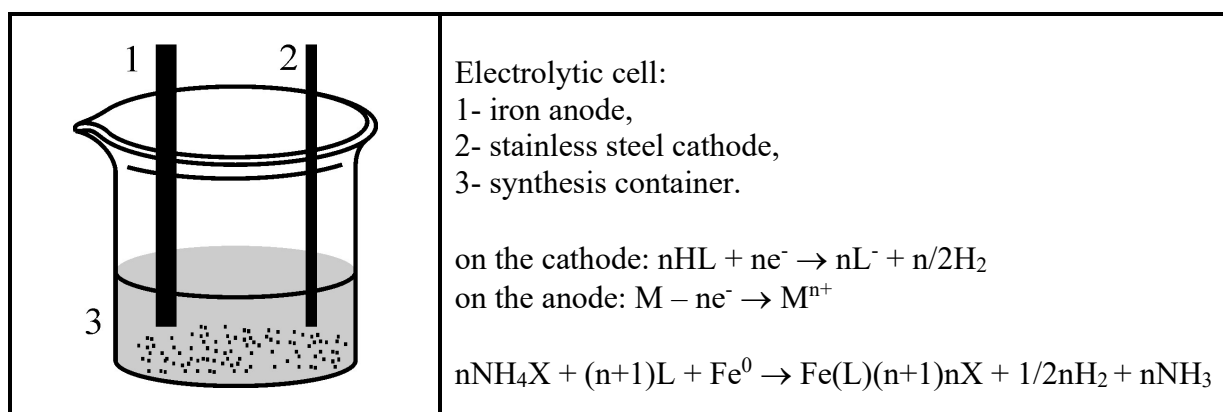 1
2
3
Electrolytic cell:
1- iron anode,
2- stainless steel cathode,
3- synthesis container.
on the cathode: nHL + ne⁻ → nL⁻ + n/2H₂
on the anode: M – ne⁻ → Mⁿ⁺
nNH₄X + (n+1)L + Fe⁰ → Fe(L)(n+1)nX + 1/2nH₂ + nNH₃